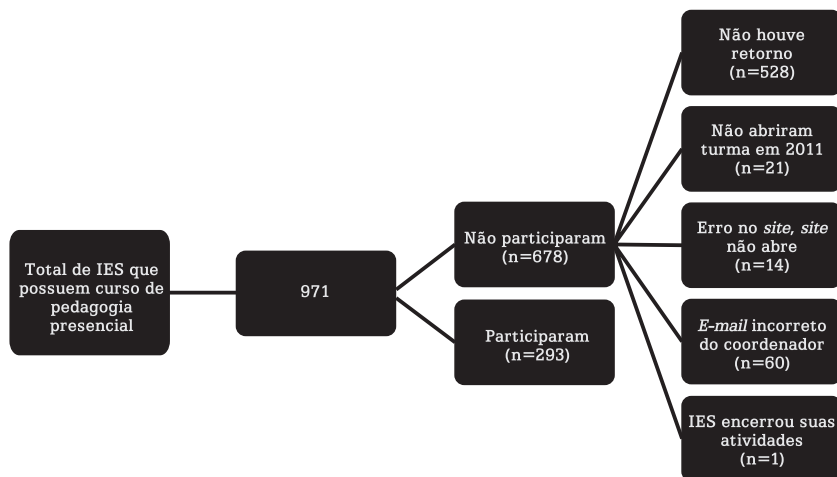 Total de IES que
possuem curso de
pedagogia
presencial
971
Não participaram
(n=678)
Participaram
(n=293)
Não houve
retorno
(n=528)
Não abriram
turma em 2011
(n=21)
Erro no site, site
não abre
(n=14)
E-mail incorreto
do coordenador
(n=60)
IES encerrou suas
atividades
(n=1)